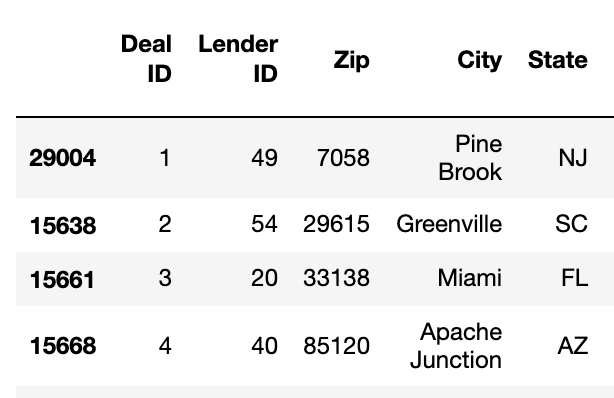 Deal ID Lender ID Zip City State
29004 1 49 7058 Pine Brook NJ
15638 2 54 29615 Greenville SC
15661 3 20 33138 Miami FL
15668 4 40 85120 Apache Junction AZ